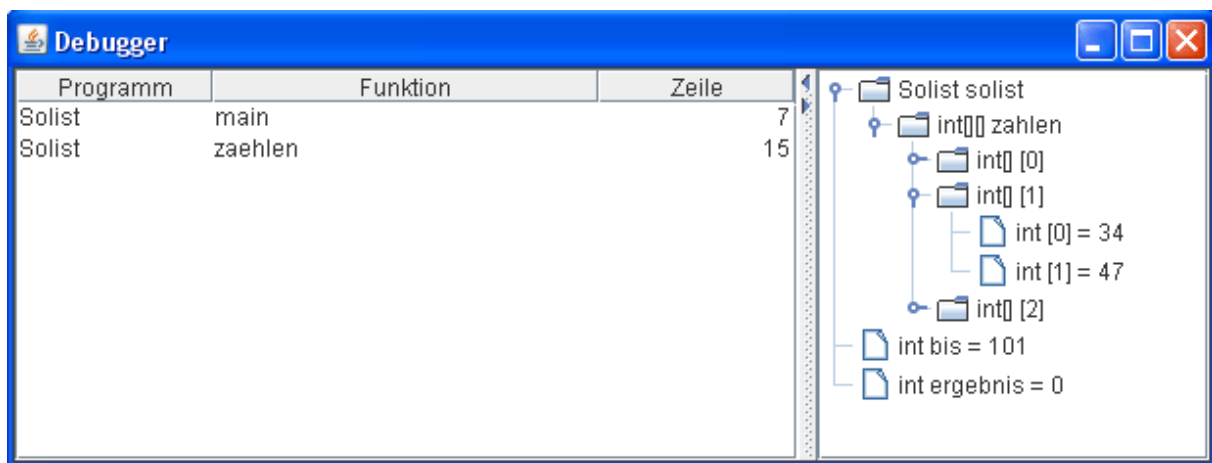 Debugger
Programm Funktion Zeile
Solist main 7
Solist zaehlen 15
Solist solist
int[][] zahlen
int[] [0]
int[] [1]
int [0] = 34
int [1] = 47
int[] [2]
int bis = 101
int ergebnis = 0